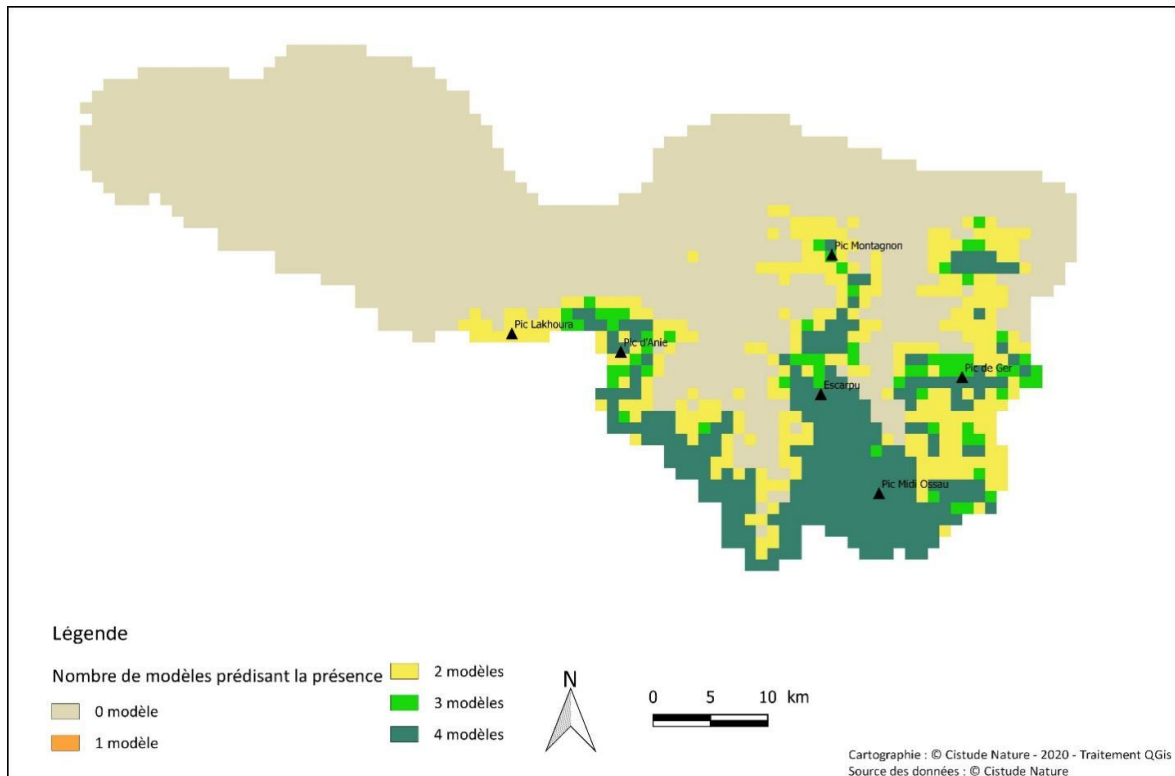 Pic Montagnon
Pic Lakhoura
Pic d'Anie
Pic de Ger
Escarpu
Pic Midi Ossau
Légende
Nombre de modèles prédisant la présence
0 modèle
1 modèle
2 modèles
3 modèles
4 modèles
N
0 5 10 km
Cartographie : © Cistude Nature - 2020 - Traitement QGis
Source des données : © Cistude Nature